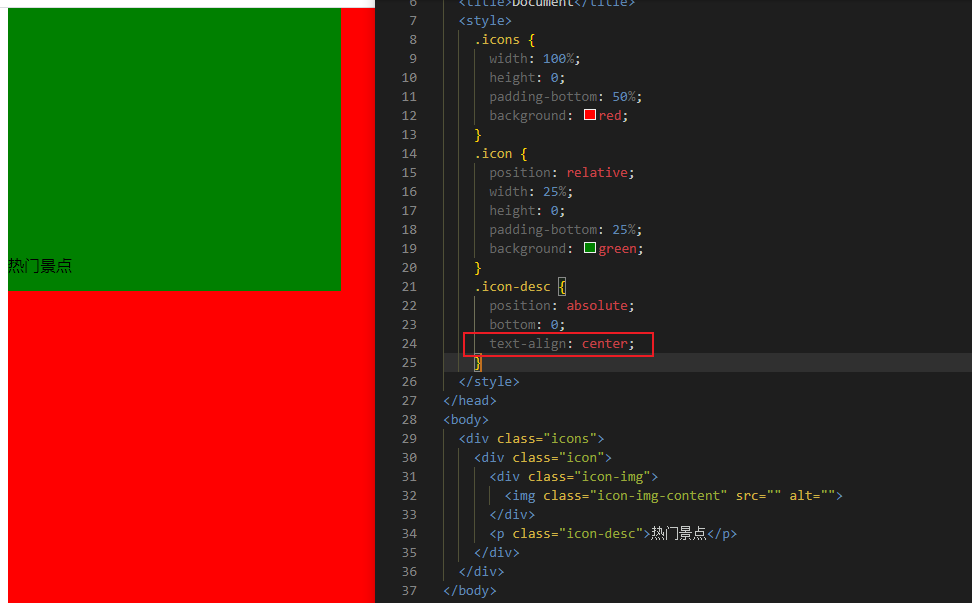 热门景点
6 <title>Document</title>
7 <style>
8 .icons {
9 width: 100%;
10 height: 0;
11 padding-bottom: 50%;
12 background: red;
13 }
14 .icon {
15 position: relative;
16 width: 25%;
17 height: 0;
18 padding-bottom: 25%;
19 background: green;
20 }
21 .icon-desc {
22 position: absolute;
23 bottom: 0;
24 text-align: center;
25 }
26 </style>
27 </head>
28 <body>
29 <div class="icons">
30 <div class="icon">
31 <div class="icon-img">
32 <img class="icon-img-content" src="" alt="">
33 </div>
34 <p class="icon-desc">热门景点</p>
35 </div>
36 </div>
37 </body>